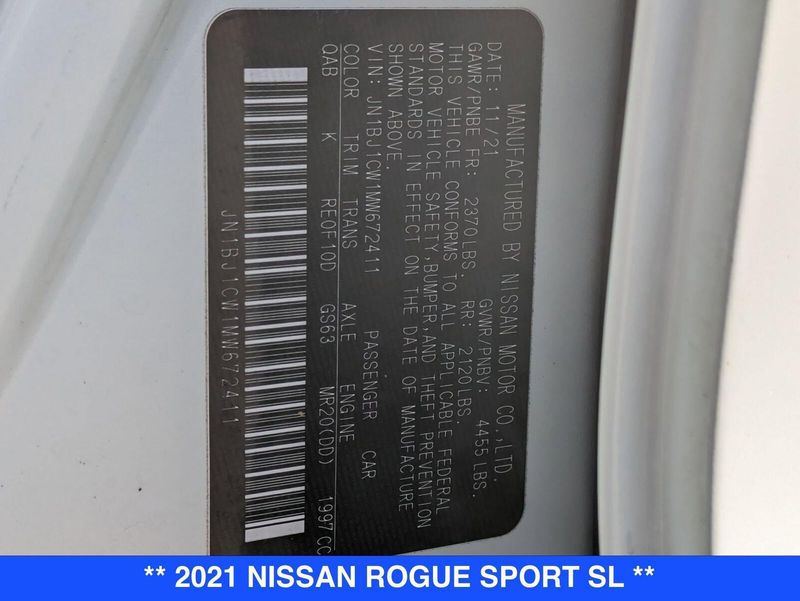 MANUFACTURED BY NISSAN MOTOR CO.,LTD.
DATE: 11/21 GVWR/PNBV: 4455 LBS.
GAWR/PNBE FR: 2370LBS. RR: 2120LBS.
THIS VEHICLE CONFORMS TO ALL APPLICABLE FEDERAL
MOTOR VEHICLE SAFETY,BUMPER,AND THEFT PREVENTION
STANDARDS IN EFFECT ON THE DATE OF MANUFACTURE
SHOWN ABOVE.
VIN: JN1BJ1CW1MW672411 PASSENGER CAR
COLOR TRIM TRANS AXLE ENGINE
QAB K RE0F10D GS63 MR20(DD) 1997CC
JN1BJ1CW1MW672411
** 2021 NISSAN ROGUE SPORT SL **